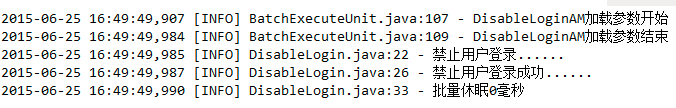 2015-06-25 16:49:49,907 [INFO] BatchExecuteUnit.java:107 - DisableLoginAM加载参数开始
2015-06-25 16:49:49,984 [INFO] BatchExecuteUnit.java:109 - DisableLoginAM加载参数结束
2015-06-25 16:49:49,985 [INFO] DisableLogin.java:22 - 禁止用户登录......
2015-06-25 16:49:49,987 [INFO] DisableLogin.java:26 - 禁止用户登录成功......
2015-06-25 16:49:49,990 [INFO] DisableLogin.java:33 - 批量休眠0毫秒